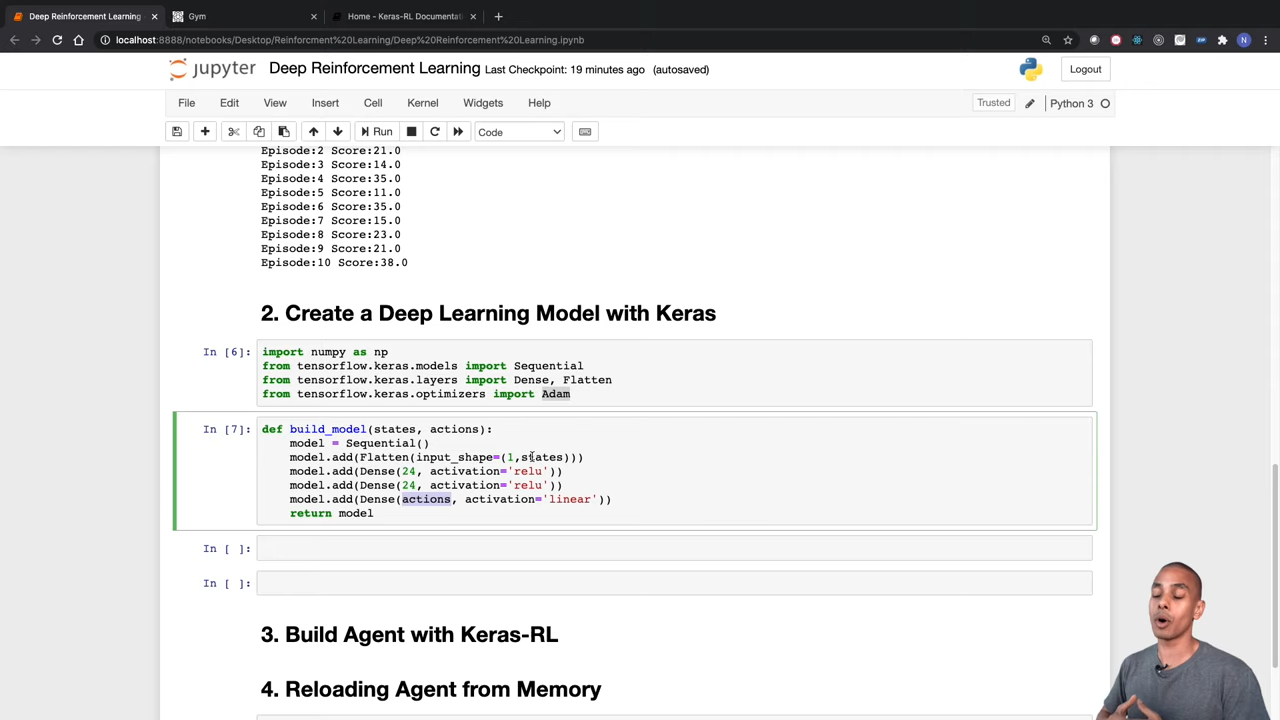 Deep Reinforcement Learning
Gym
Home - Keras-RL Documentat
localhost:8888/notebooks/Desktop/Reinforcment%20Learning/Deep%20Reinforcement%20Learning.ipynb
jupyter Deep Reinforcement Learning Last Checkpoint: 19 minutes ago (autosaved)
Logout
File Edit View Insert Cell Kernel Widgets Help
Trusted Python 3
Run Code
Episode:2 Score:21.0
Episode:3 Score:14.0
Episode:4 Score:35.0
Episode:5 Score:11.0
Episode:6 Score:35.0
Episode:7 Score:15.0
Episode:8 Score:23.0
Episode:9 Score:21.0
Episode:10 Score:38.0
2. Create a Deep Learning Model with Keras
In [6]: import numpy as np
from tensorflow.keras.models import Sequential
from tensorflow.keras.layers import Dense, Flatten
from tensorflow.keras.optimizers import Adam
In [7]: def build_model(states, actions):
model = Sequential()
model.add(Flatten(input_shape=(1,states)))
model.add(Dense(24, activation='relu'))
model.add(Dense(24, activation='relu'))
model.add(Dense(actions, activation='linear'))
return model
In [ ]:
In [ ]:
3. Build Agent with Keras-RL
4. Reloading Agent from Memory